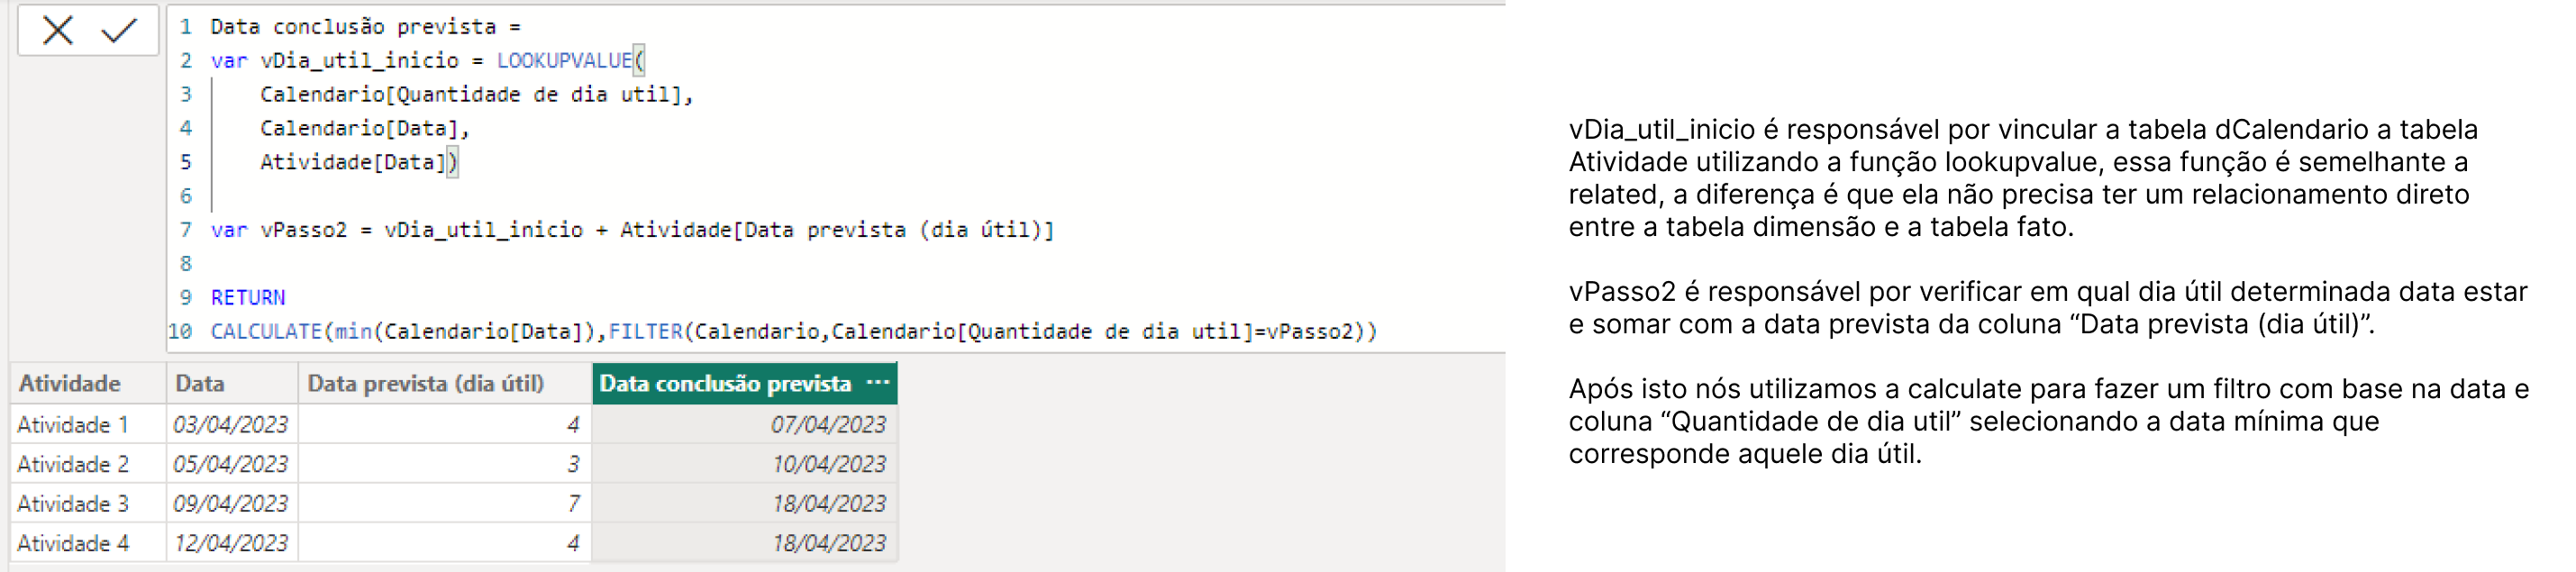 1 Data conclusão prevista =
2 var vDia_util_inicio = LOOKUPVALUE(
3 Calendario[Quantidade de dia util],
4 Calendario[Data],
5 Atividade[Data])
6
7 var vPasso2 = vDia_util_inicio + Atividade[Data prevista (dia útil)]
8
9 RETURN
10 CALCULATE(min(Calendario[Data]),FILTER(Calendario,Calendario[Quantidade de dia util]=vPasso2))
Atividade Data Data prevista (dia útil) Data conclusão prevista ...
Atividade 1 03/04/2023 4 07/04/2023
Atividade 2 05/04/2023 3 10/04/2023
Atividade 3 09/04/2023 7 18/04/2023
Atividade 4 12/04/2023 4 18/04/2023
vDia_util_inicio é responsável por vincular a tabela dCalendario a tabela
Atividade utilizando a função lookupvalue, essa função é semelhante a
related, a diferença é que ela não precisa ter um relacionamento direto
entre a tabela dimensão e a tabela fato.
vPasso2 é responsável por verificar em qual dia útil determinada data estar
e somar com a data prevista da coluna “Data prevista (dia útil)”.
Após isto nós utilizamos a calculate para fazer um filtro com base na data e
coluna “Quantidade de dia util” selecionando a data mínima que
corresponde aquele dia útil.